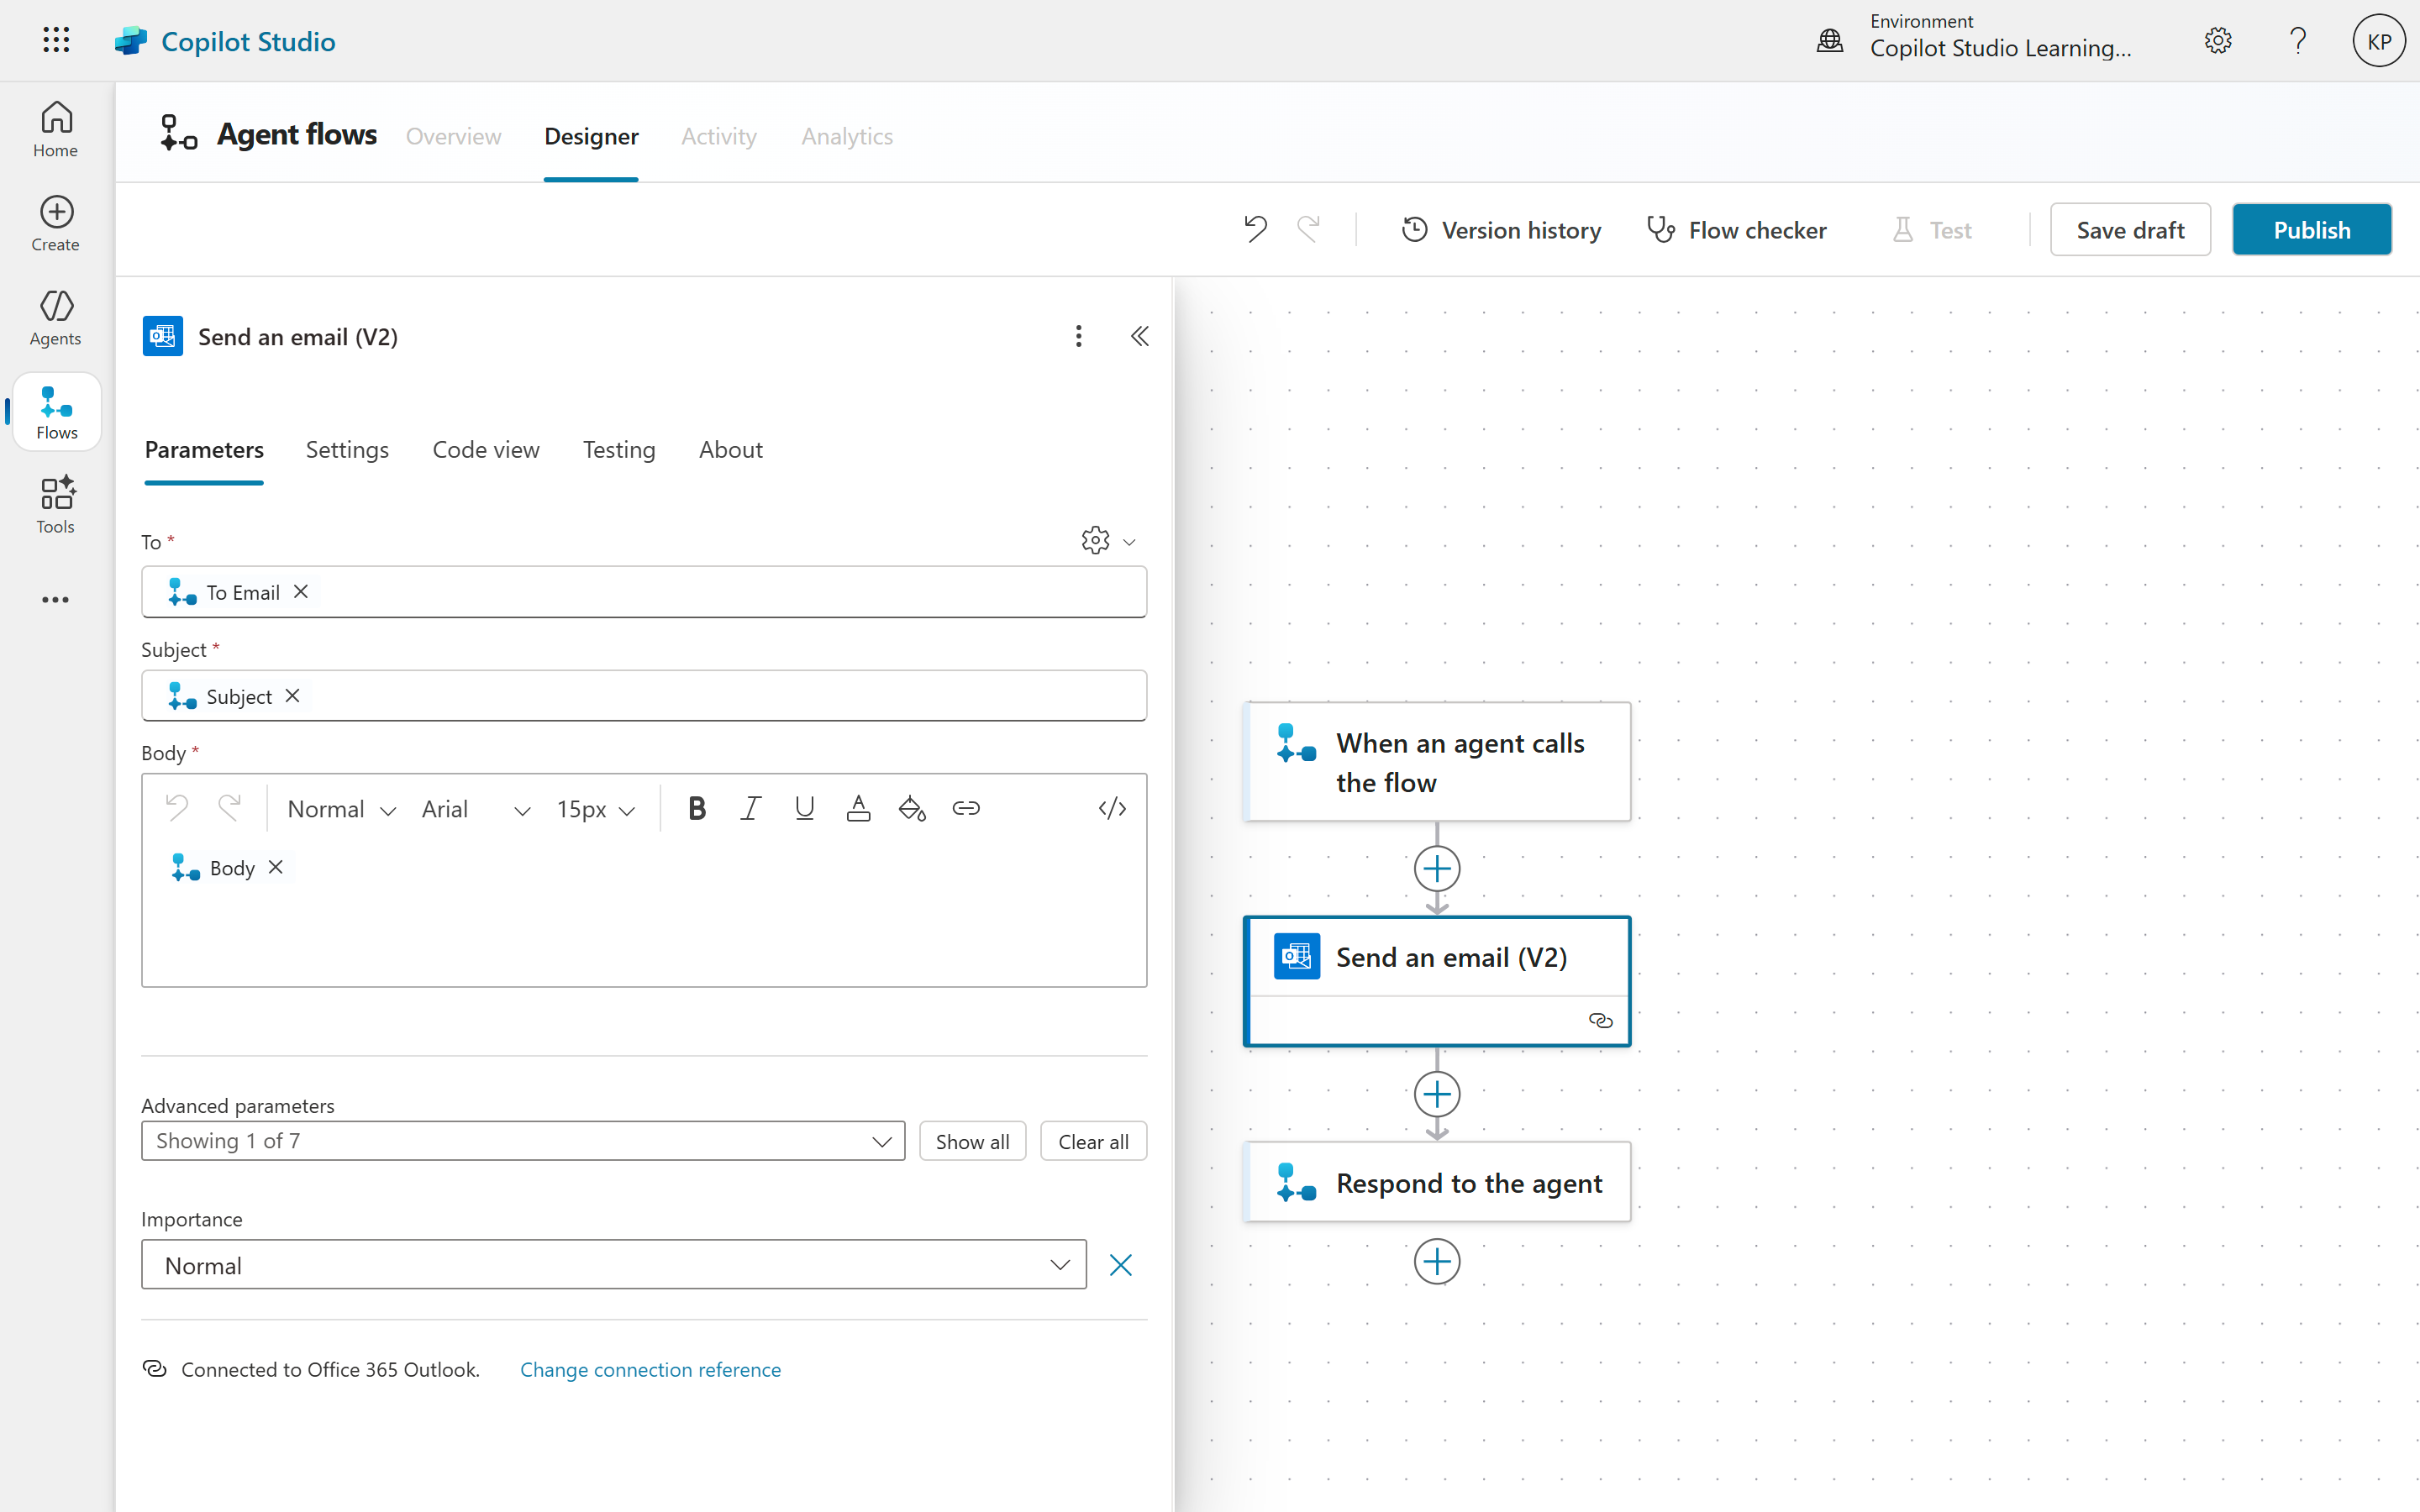 Copilot Studio
Environment
Copilot Studio Learning...
KP
Home
Create
Agents
Flows
Tools
Agent flows
Overview
Designer
Activity
Analytics
Version history
Flow checker
Test
Save draft
Publish
Send an email (V2)
Parameters
Settings
Code view
Testing
About
To *
To Email
Subject *
Subject
Body *
Normal
Arial
15px
B
I
U
A
</>
Body
Advanced parameters
Showing 1 of 7
Show all
Clear all
Importance
Normal
Connected to Office 365 Outlook.
Change connection reference
When an agent calls
the flow
Send an email (V2)
Respond to the agent